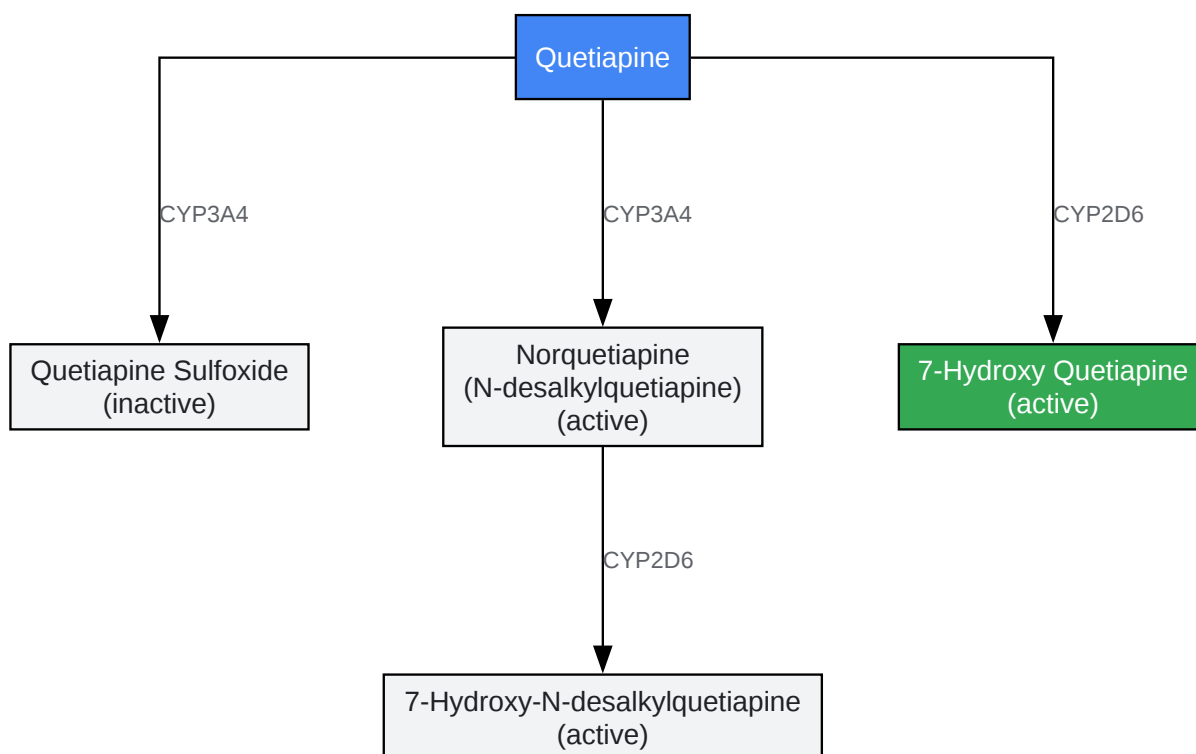 Quetiapine
CYP3A4
CYP3A4
CYP2D6
Quetiapine Sulfoxide
(inactive)
Norquetiapine
(N-desalkylquetiapine)
(active)
7-Hydroxy Quetiapine
(active)
CYP2D6
7-Hydroxy-N-desalkylquetiapine
(active)